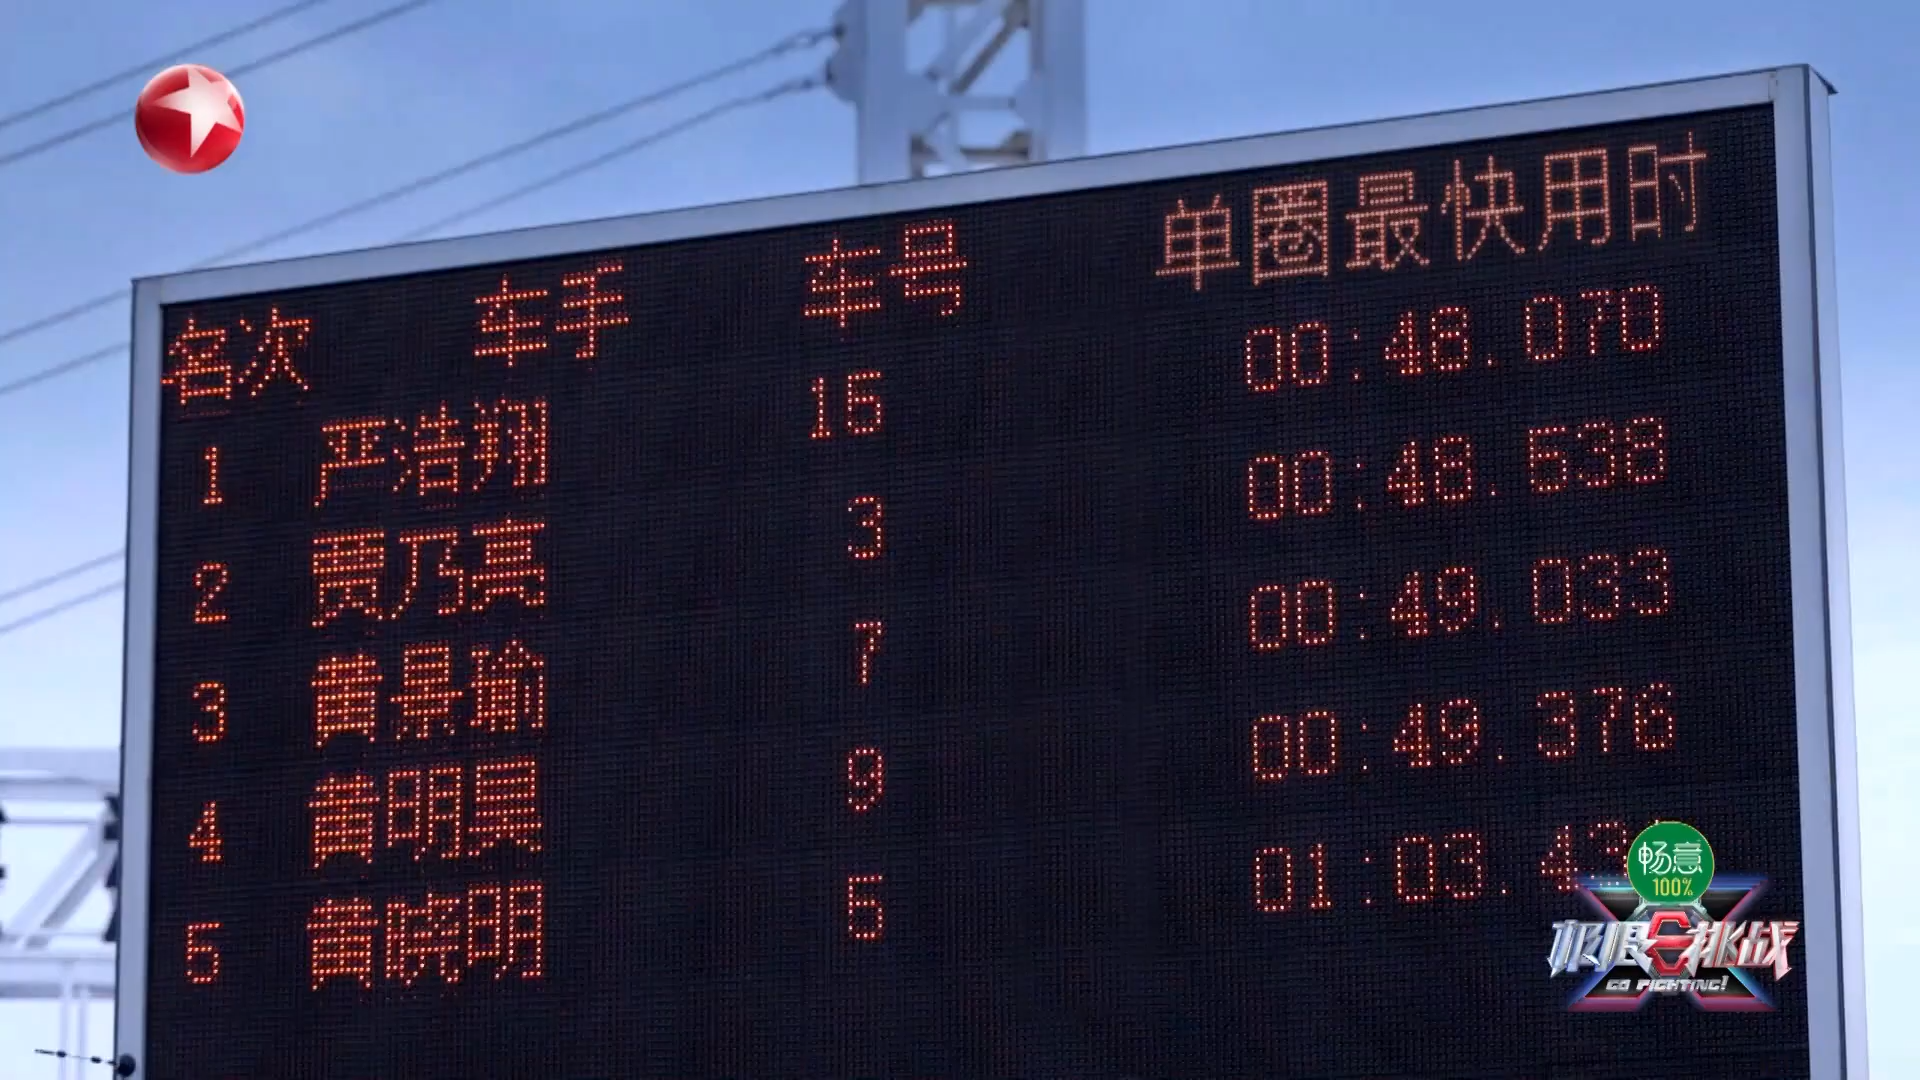 名次 车手 车号 单圈最快用时
1 严浩翔 15 00:48.070
2 贾乃亮 3 00:48.538
3 黄景瑜 7 00:49.033
4 黄明昊 9 00:49.376
5 黄晓明 5 01:03.43
畅意
100%
极限挑战
GO FIGHTING!